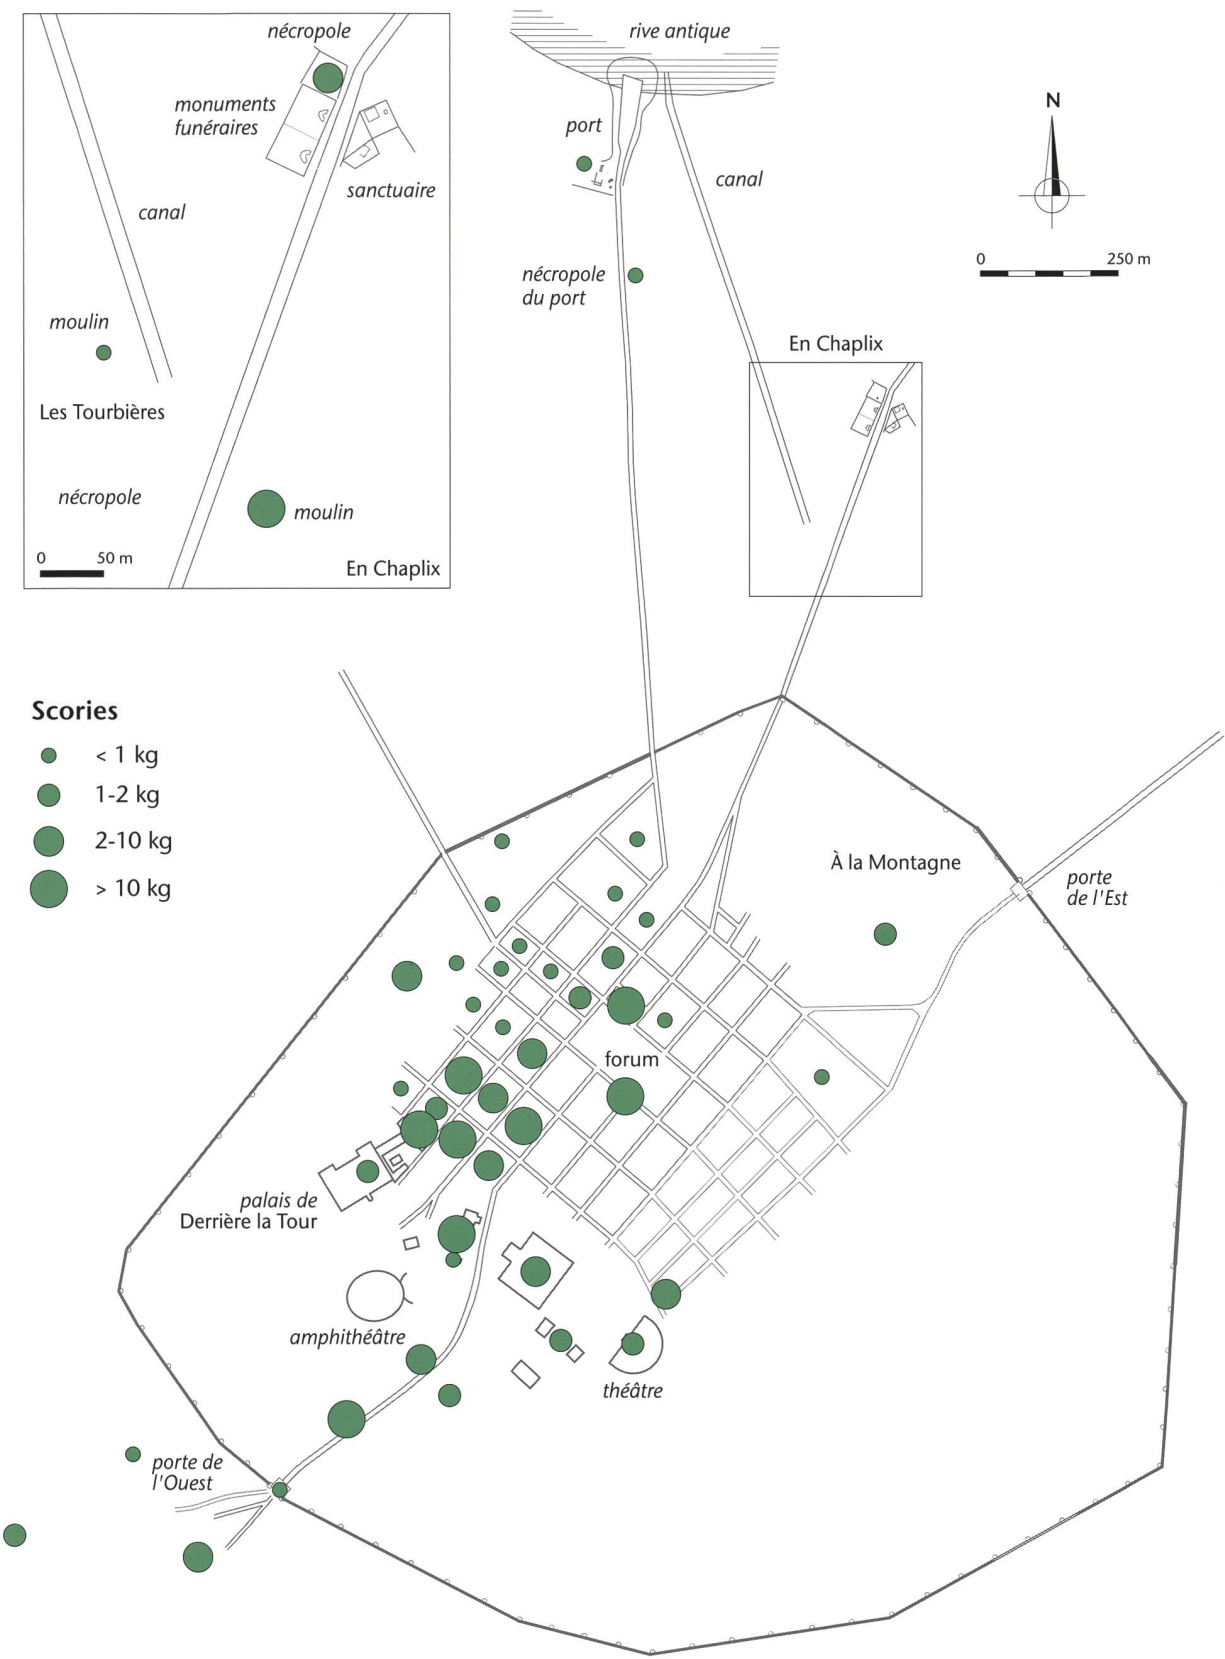 nécropole
monuments
funéraires
sanctuaire
canal
moulin
Les Tourbières
nécropole
moulin
0 50 m
En Chaplix
rive antique
port
canal
nécropole
du port
N
0 250 m
En Chaplix
Scories
< 1 kg
1-2 kg
2-10 kg
> 10 kg
À la Montagne
porte
de l'Est
forum
palais de
Derrière la Tour
amphithéâtre
théâtre
porte de
l'Ouest